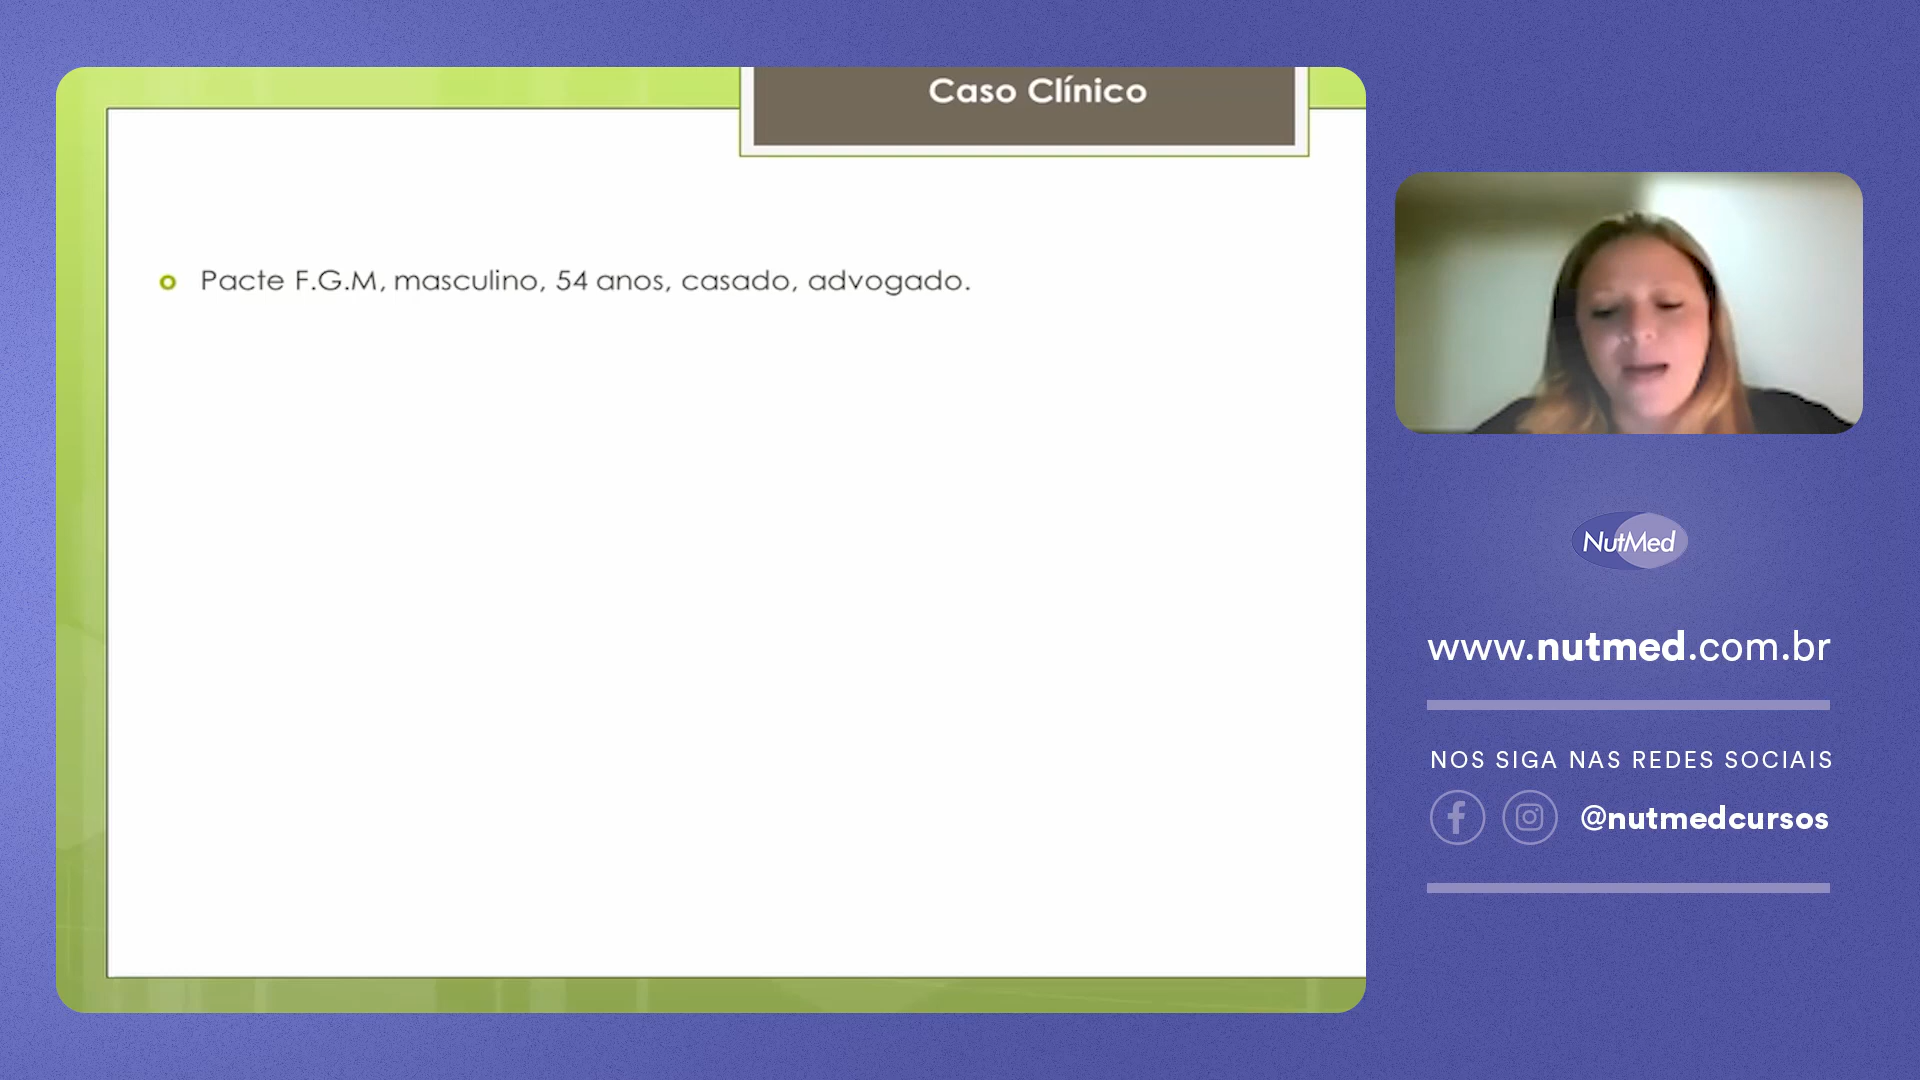 Caso Clínico
Pacte F.G.M, masculino, 54 anos, casado, advogado.
NutMed
www.nutmed.com.br
NOS SIGA NAS REDES SOCIAIS
@nutmedcursos